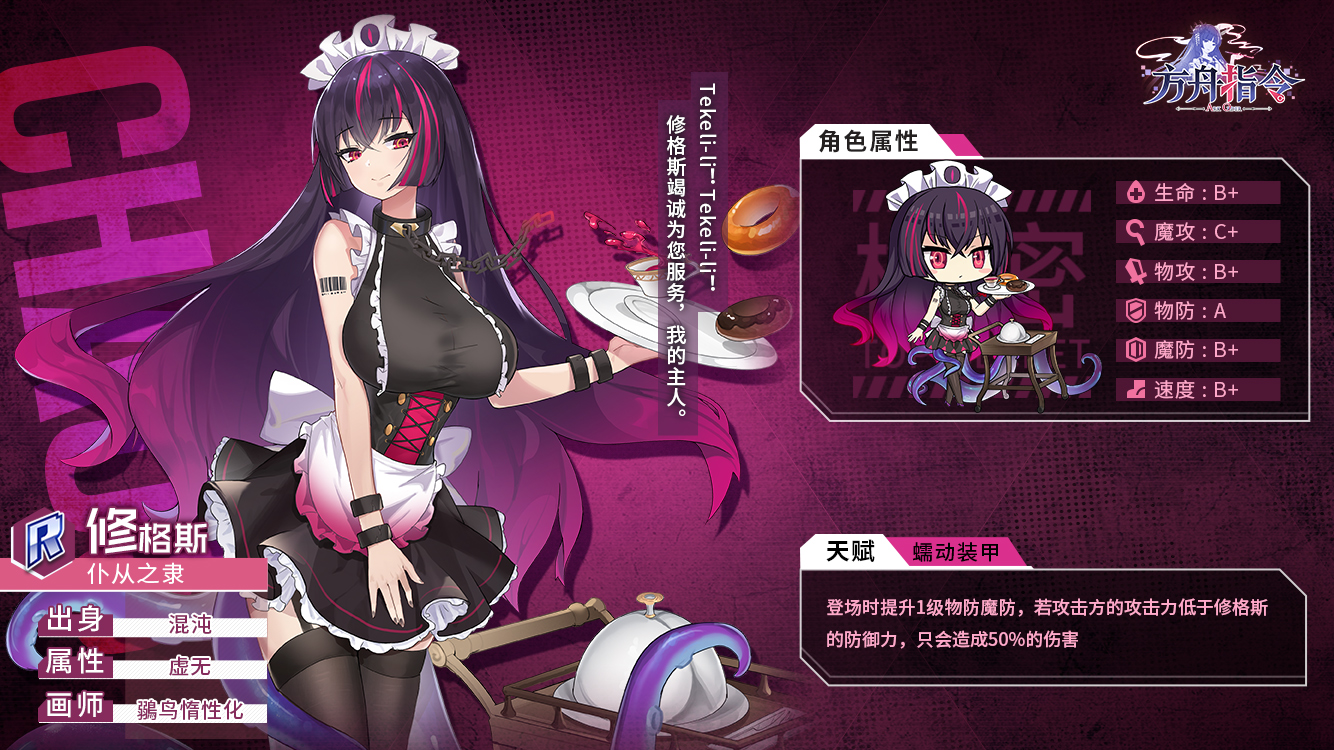 方舟指令
Ark Order
Tekeli-li! Tekeli-li!
修格斯竭诚为您服务，我的主人。
角色属性
生命：B+
魔攻：C+
物攻：B+
物防：A
魔防：B+
速度：B+
R
修格斯
仆从之隶
出身
混沌
属性
虚无
画师
鵺鸟惰性化
天赋
蠕动装甲
登场时提升1级物防魔防，若攻击方的攻击力低于修格斯
的防御力，只会造成50%的伤害